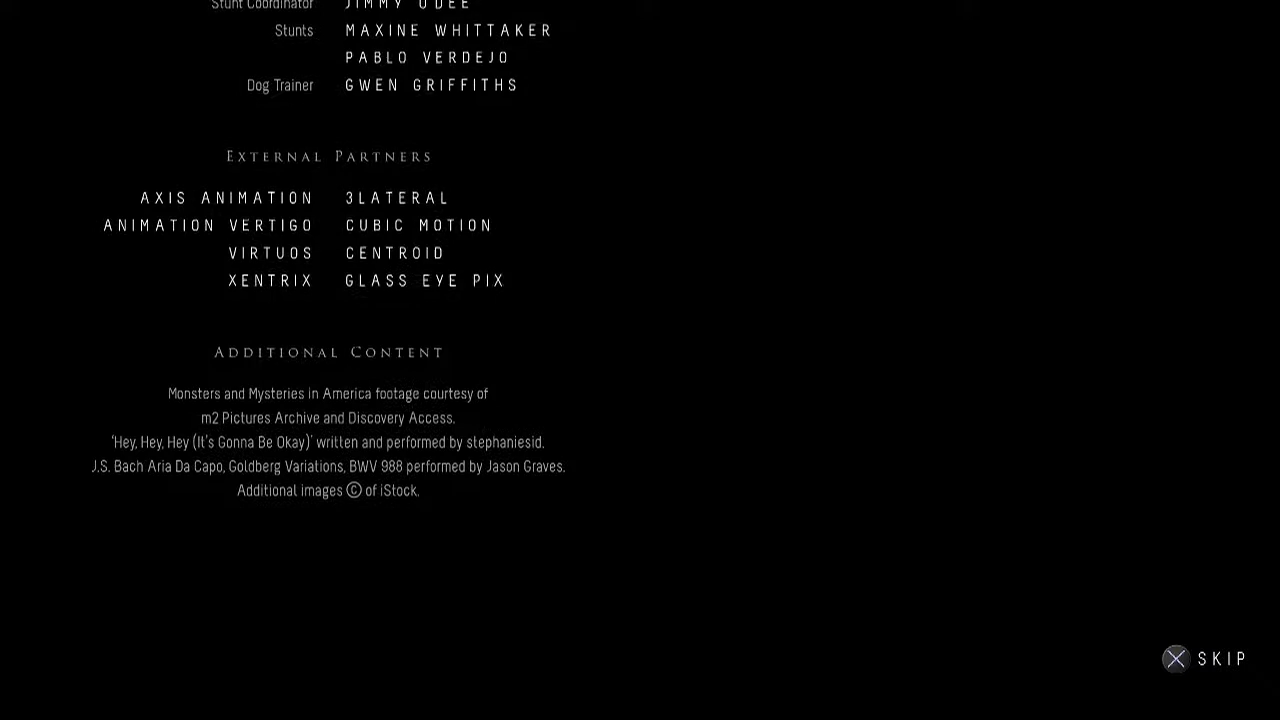 Stunt Coordinator JIMMY O'DEE
Stunts MAXINE WHITTAKER
PABLO VERDEJO
Dog Trainer GWEN GRIFFITHS
EXTERNAL PARTNERS
AXIS ANIMATION 3LATERAL
ANIMATION VERTIGO CUBIC MOTION
VIRTUOS CENTROID
XENTRIX GLASS EYE PIX
ADDITIONAL CONTENT
Monsters and Mysteries in America footage courtesy of
m2 Pictures Archive and Discovery Access.
'Hey, Hey, Hey (It's Gonna Be Okay)' written and performed by stephaniesid.
J.S. Bach Aria Da Capo, Goldberg Variations, BWV 988 performed by Jason Graves.
Additional images © of iStock.
SKIP